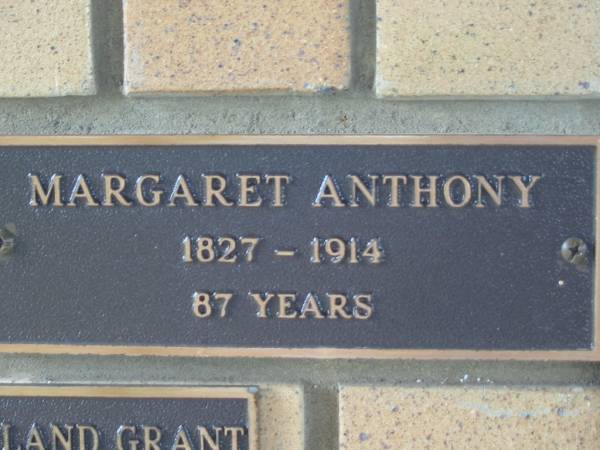 MARGARET ANTHONY
1827 - 1914
87 YEARS
LAND GRANT